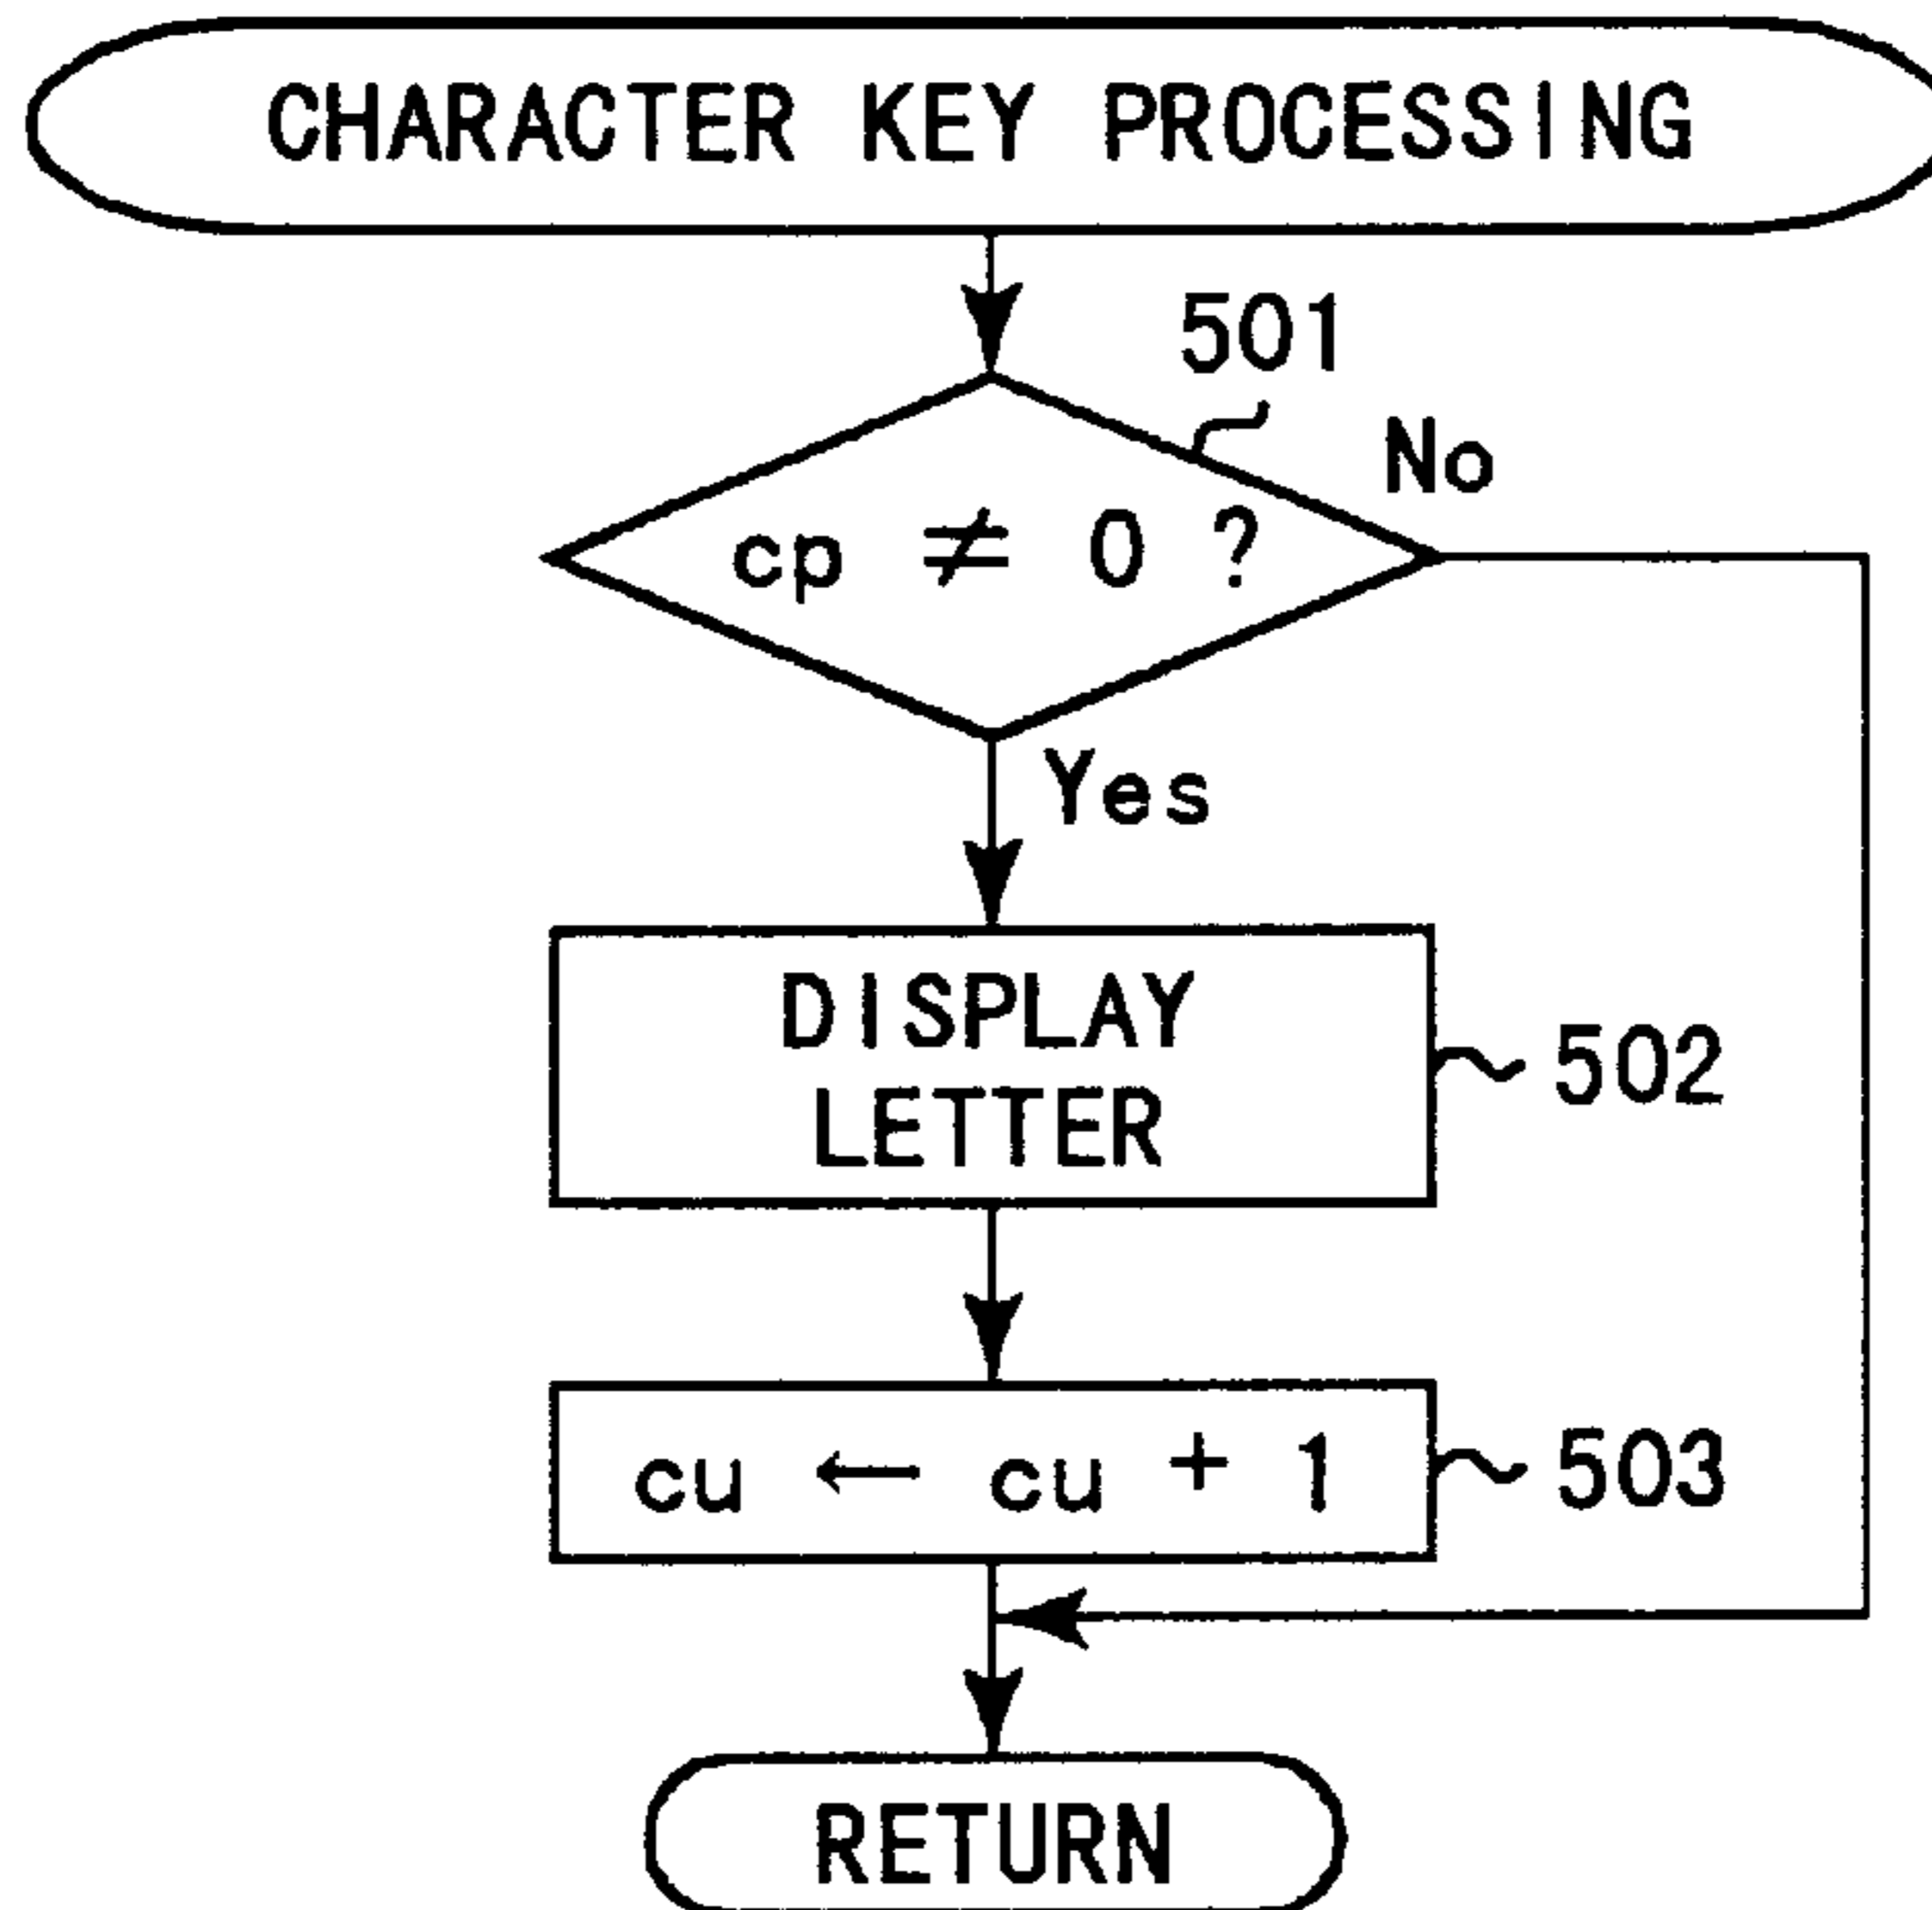 CHARACTER KEY PROCESSING
501
No
cp ≠ 0 ?
Yes
DISPLAY
LETTER
502
cu ← cu + 1
503
RETURN